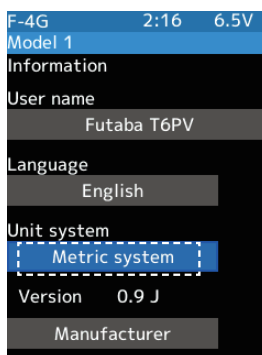 F-4G 2:16 6.5V
Model 1
Information
User name
Futaba T6PV
Language
English
Unit system
Metric system
Version 0.9 J
Manufacturer